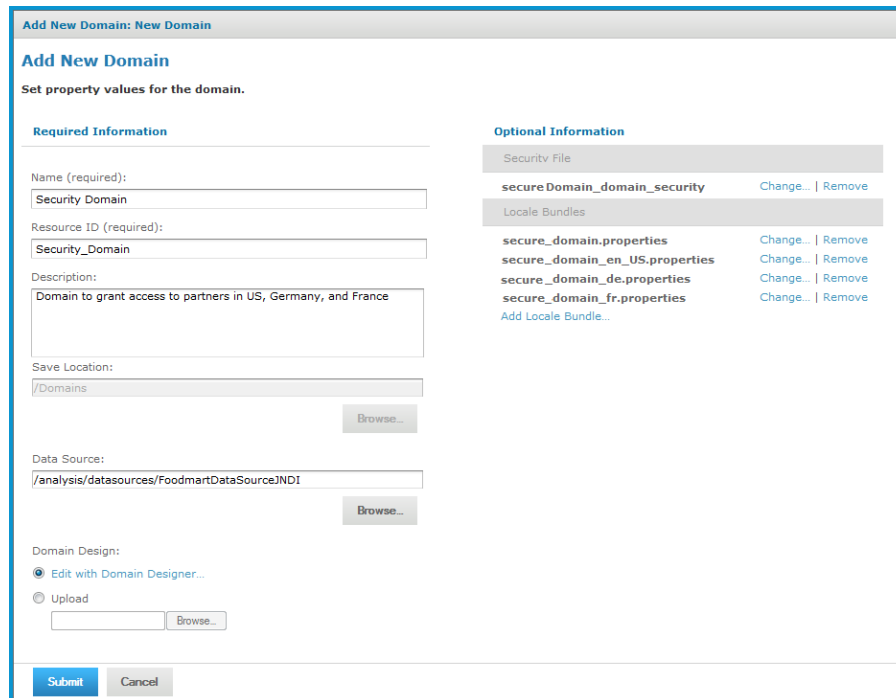 Add New Domain: New Domain
Add New Domain
Set property values for the domain.
Required Information
Name (required):
Security Domain
Resource ID (required):
Security_Domain
Description:
Domain to grant access to partners in US, Germany, and France
Save Location:
/Domains
Browse...
Data Source:
/analysis/datasources/FoodmartDataSourceJNDI
Browse...
Domain Design:
Edit with Domain Designer...
Upload
Browse...
Optional Information
Security File
secureDomain_domain_security Change... | Remove
Locale Bundles
secure_domain.properties Change... | Remove
secure_domain_en_US.properties Change... | Remove
secure_domain_de.properties Change... | Remove
secure_domain_fr.properties Change... | Remove
Add Locale Bundle...
Submit Cancel